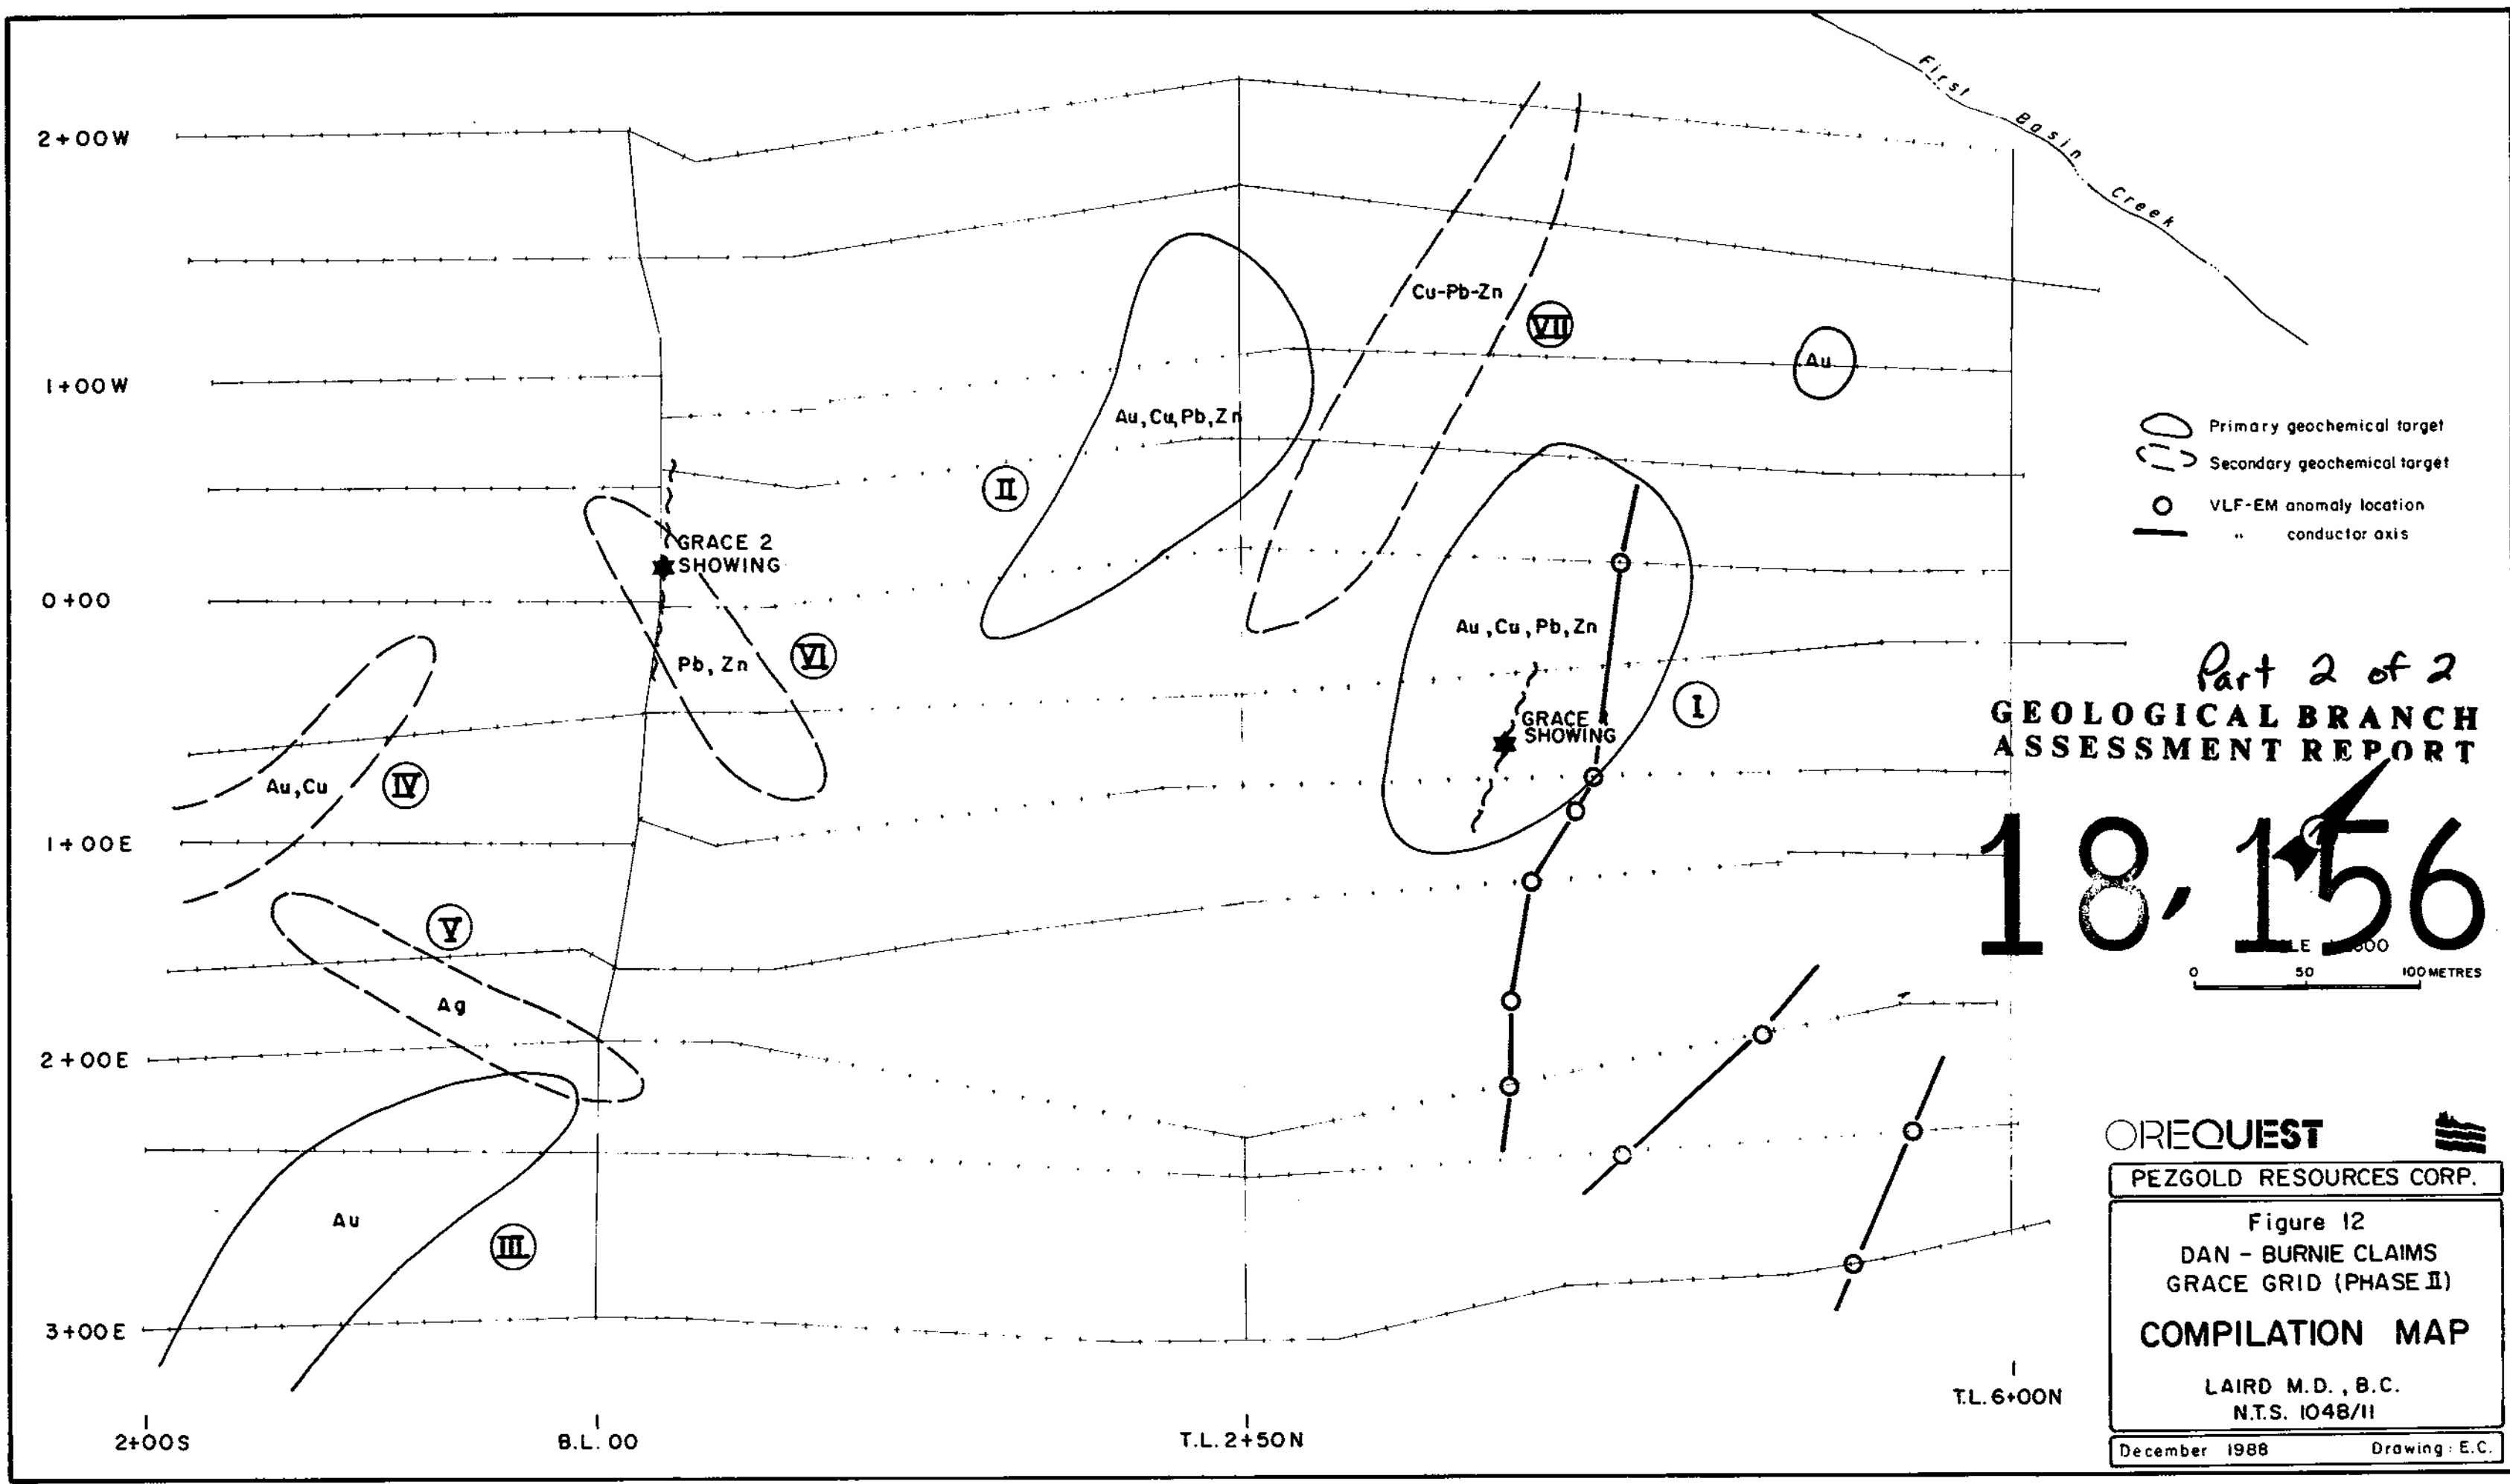 First Basin Creek
2+00W
Cu-Pb-Zn
VII
Au
1+00W
Au,Cu,Pb,Zn
Primary geochemical target
Secondary geochemical target
VLF-EM anomaly location
" conductor axis
II
GRACE 2
SHOWING
0+00
Au,Cu,Pb,Zn
VI
Pb,Zn
Part 2 of 2
GEOLOGICAL BRANCH
ASSESSMENT REPORT
I
GRACE
SHOWING
Au,Cu
IV
18,156
1+00E
V
0 50 100 METRES
Ag
2+00E
OREQUEST
PEZGOLD RESOURCES CORP.
Au
III
Figure 12
DAN - BURNIE CLAIMS
GRACE GRID (PHASE II)
COMPILATION MAP
3+00E
LAIRD M.D., B.C.
N.T.S. 104B/11
T.L. 6+00N
2+00S
B.L. 00
T.L. 2+50N
December 1988 Drawing: E.C.